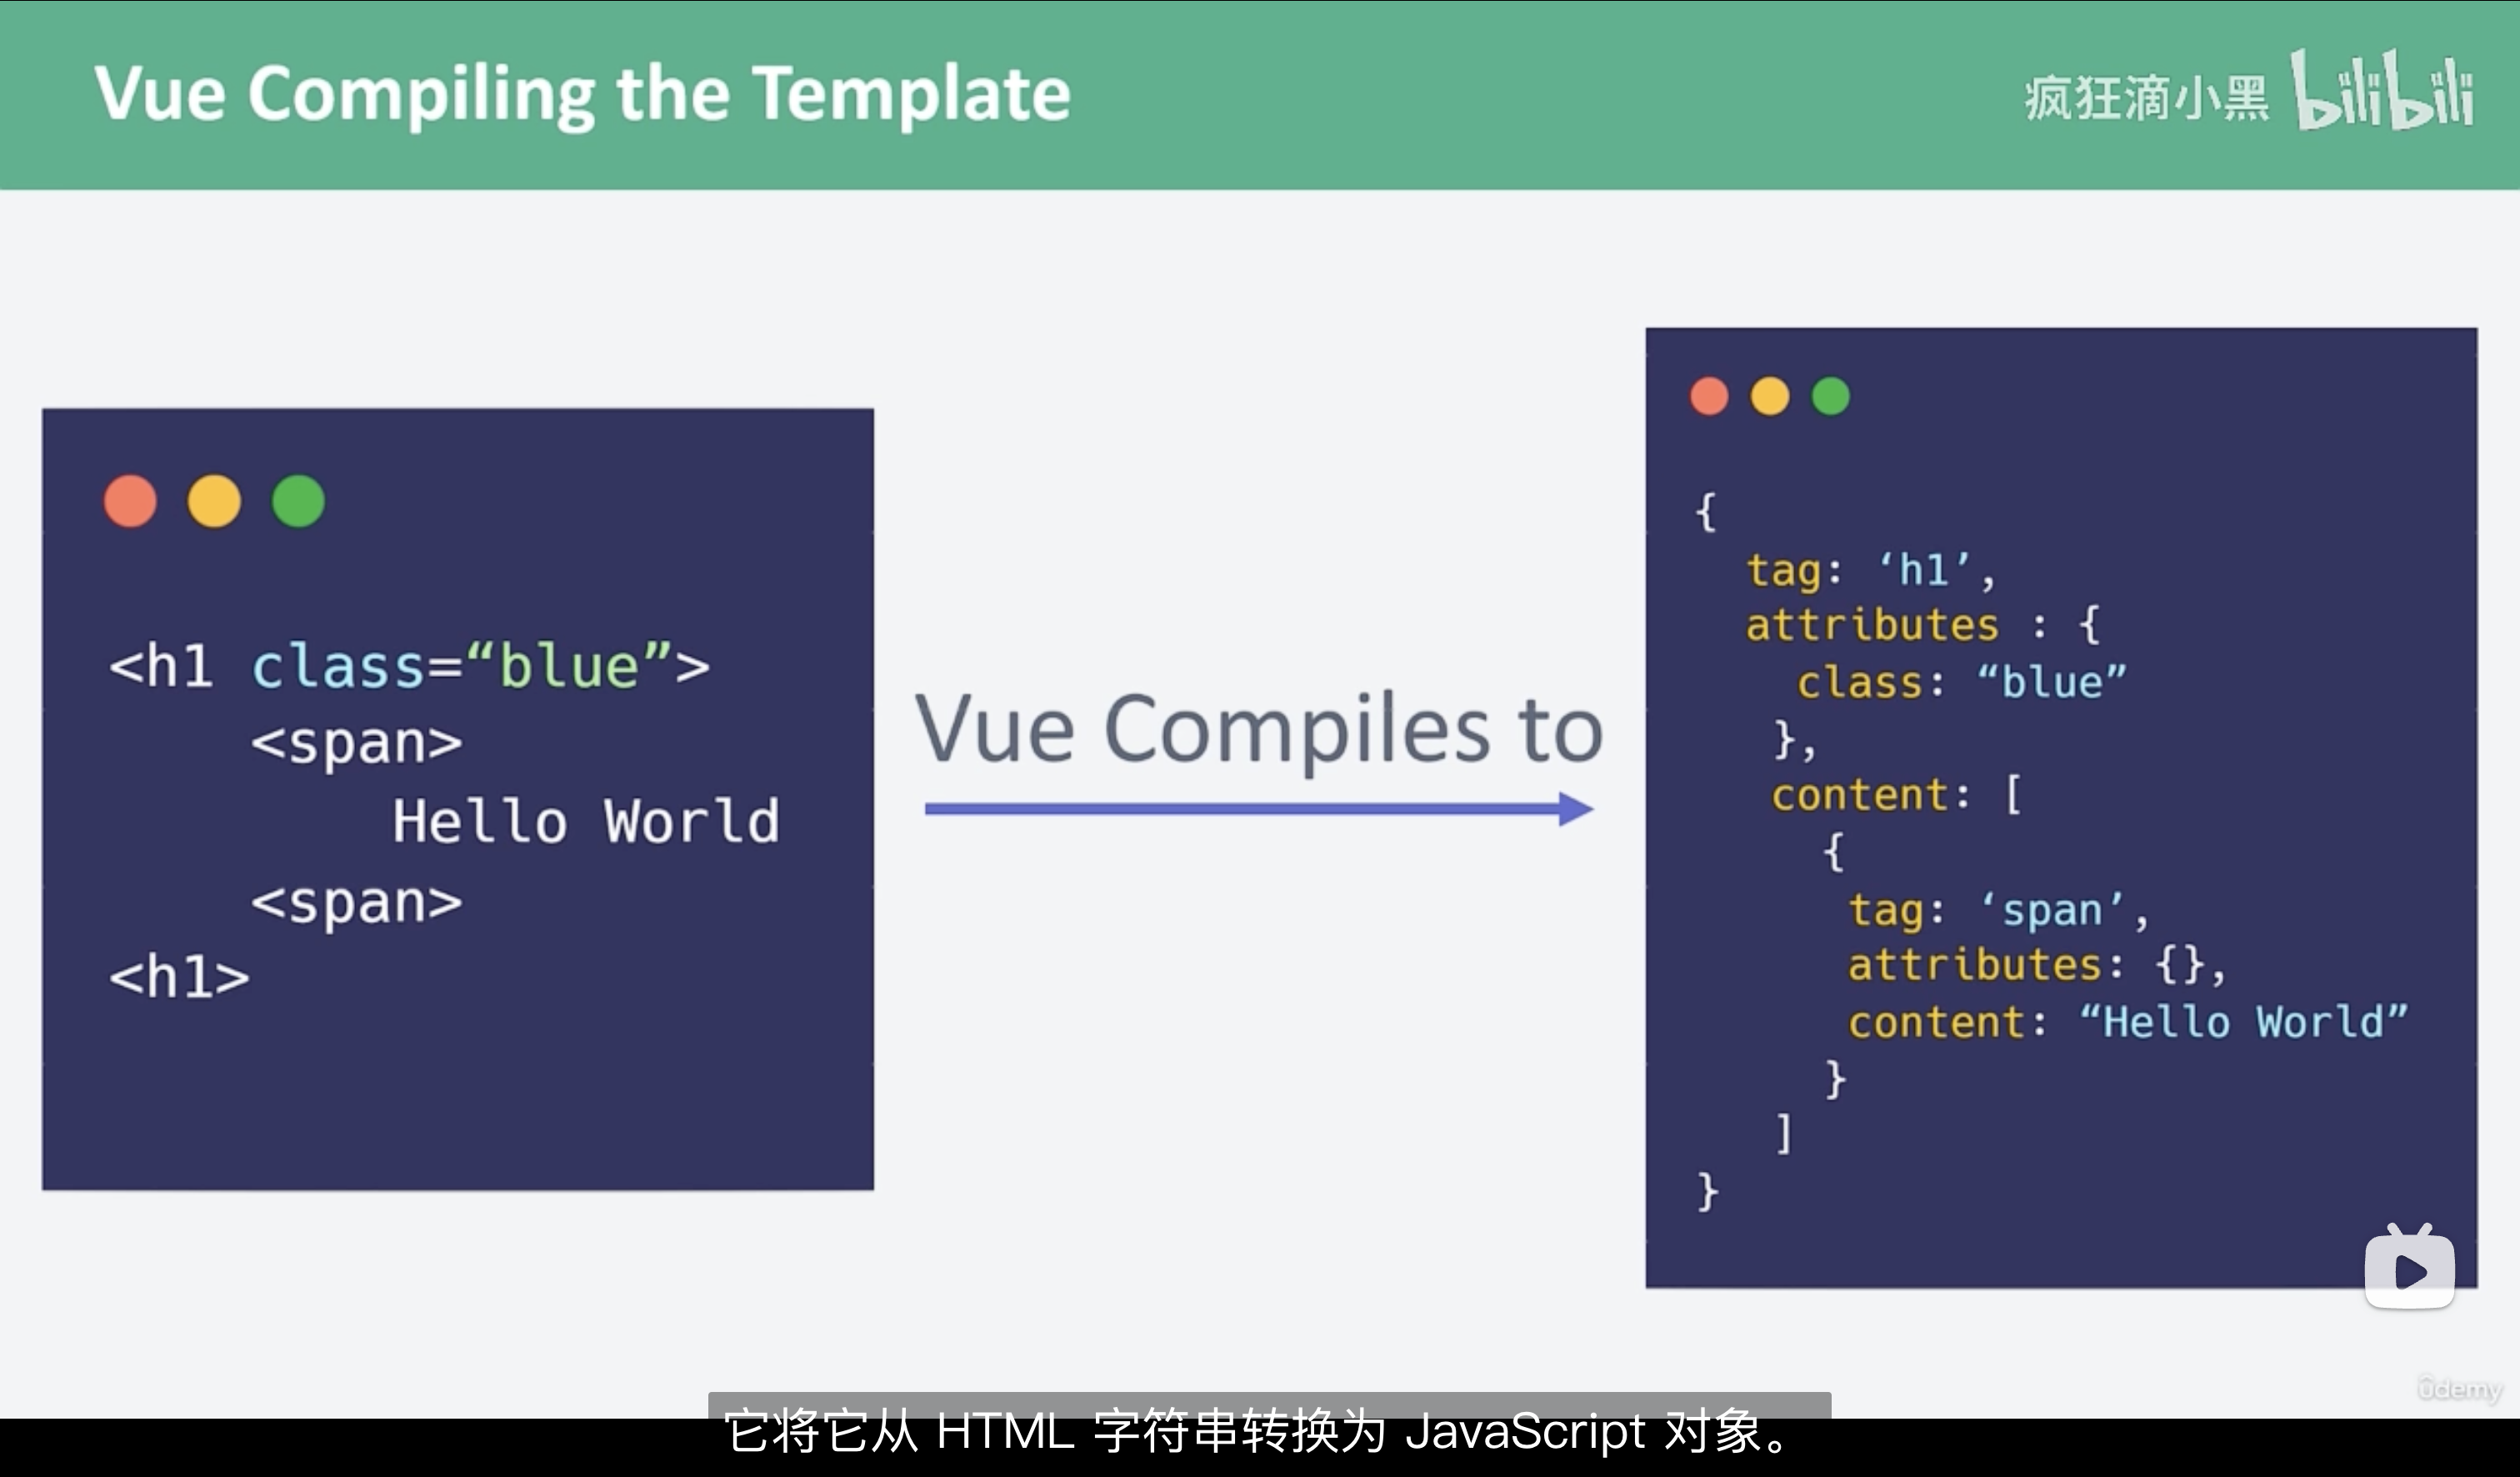 Vue Compiling the Template
疯狂滴小黑 bilibili
<h1 class=“blue”>
<span>
Hello World
<span>
<h1>
Vue Compiles to
{
tag: ‘h1’,
attributes : {
class: “blue”
},
content: [
{
tag: ‘span’,
attributes: {},
content: “Hello World”
}
]
}
ûdemy
它将它从 HTML 字符串转换为 JavaScript 对象。